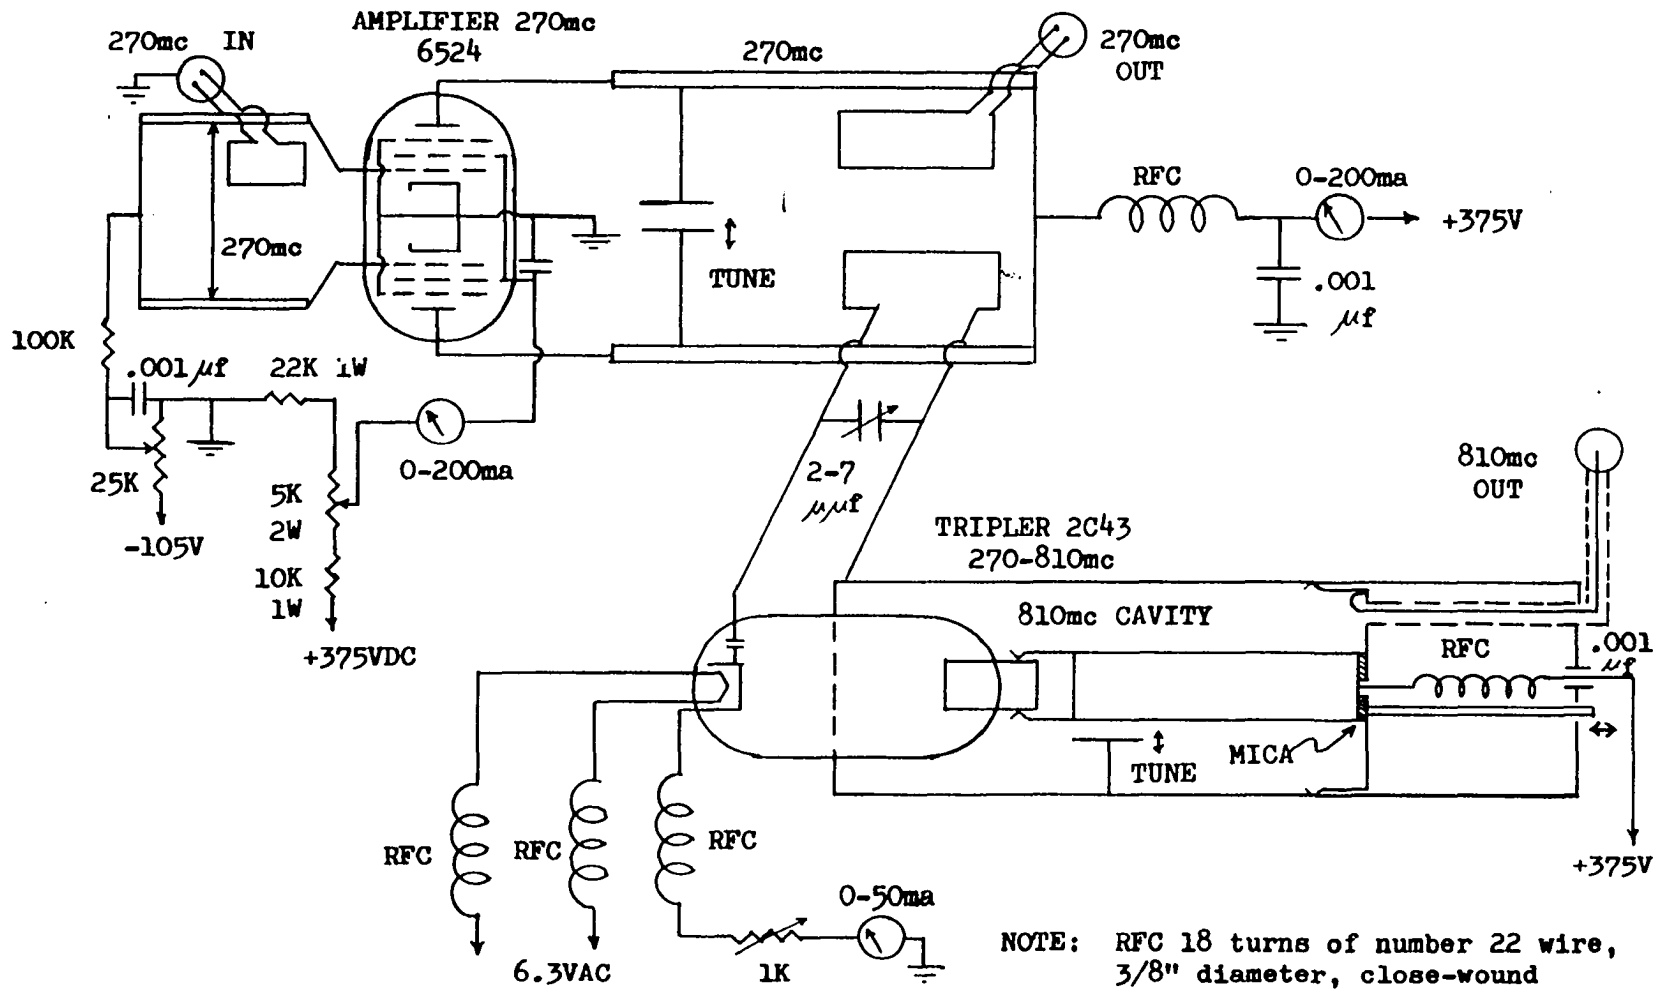 AMPLIFIER 270mc
6524
270mc IN
270mc
270mc
OUT
270mc
TUNE
RFC
0-200ma
+375V
.001
μf
100K
.001μf
22K 1W
25K
-105V
0-200ma
5K
2W
10K
1W
+375VDC
2-7
μμf
810mc
OUT
TRIPLER 2C43
270-810mc
810mc CAVITY
RFC
.001
μf
MICA
TUNE
+375V
RFC
RFC
RFC
6.3VAC
0-50ma
1K
NOTE: RFC 18 turns of number 22 wire,
3/8" diameter, close-wound